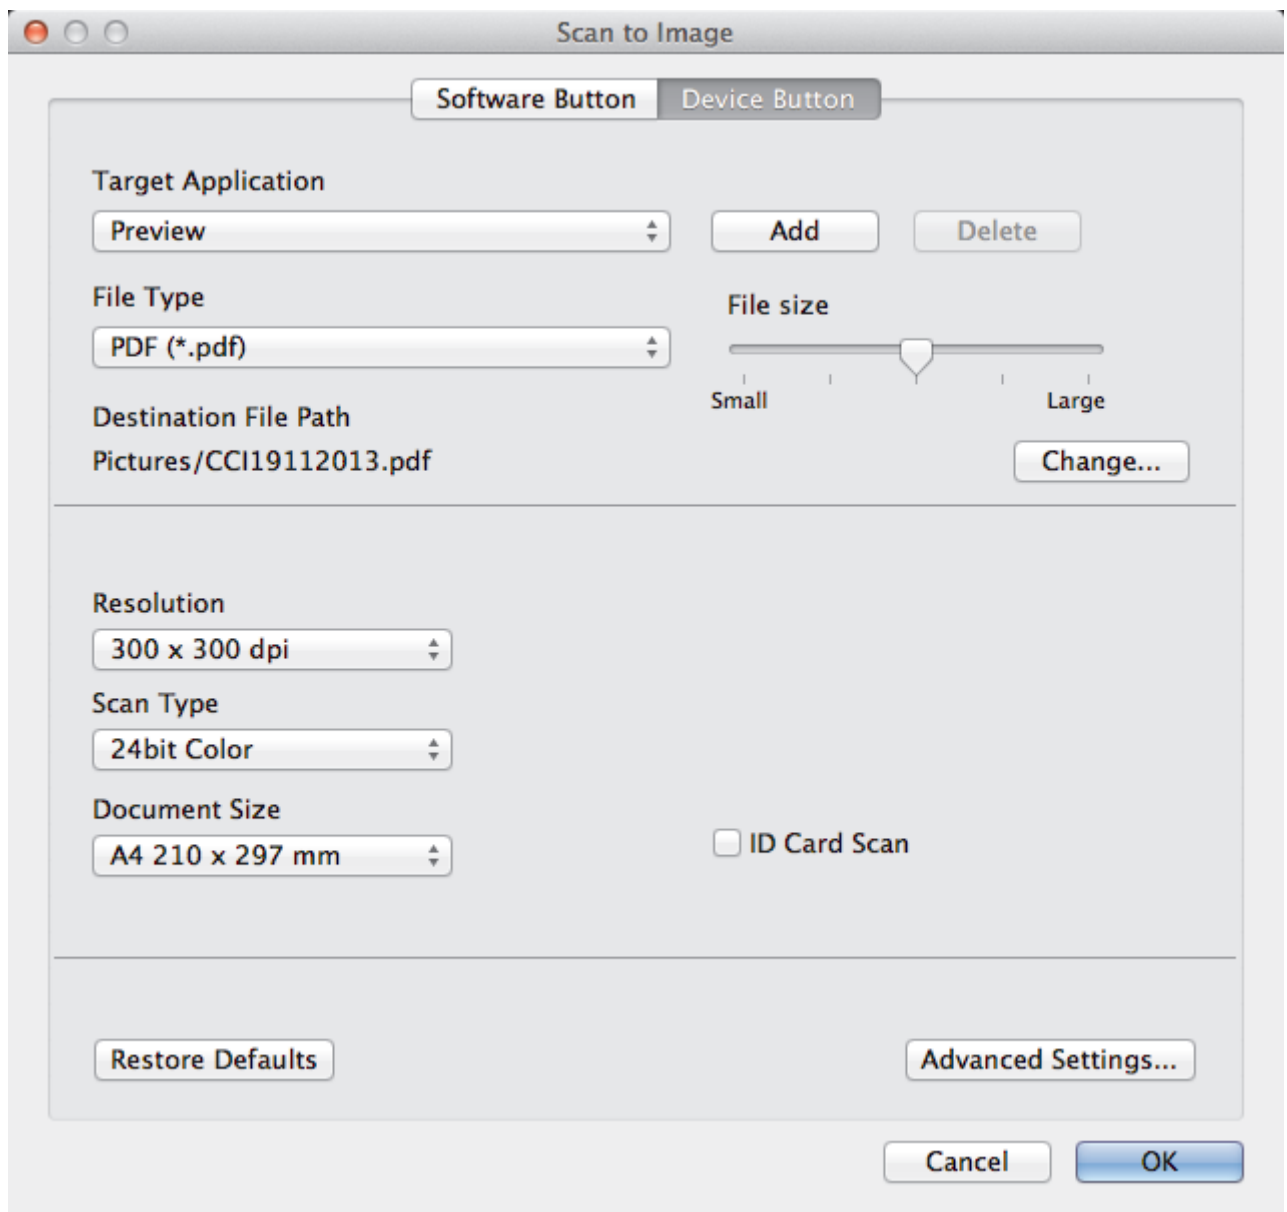 Scan to Image
Software Button Device Button
Target Application
Preview Add Delete
File Type
File size
PDF (*.pdf)
Small Large
Destination File Path
Pictures/CCI19112013.pdf Change...
Resolution
300 x 300 dpi
Scan Type
24bit Color
Document Size
A4 210 x 297 mm ID Card Scan
Restore Defaults Advanced Settings...
Cancel OK